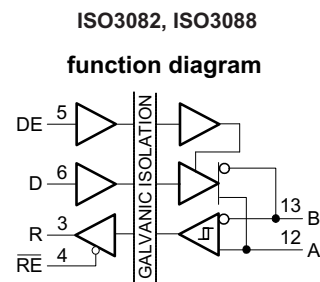 ISO3082, ISO3088
function diagram
DE 5
D 6
R 3
RE 4
GALVANIC ISOLATION
13 B
12 A